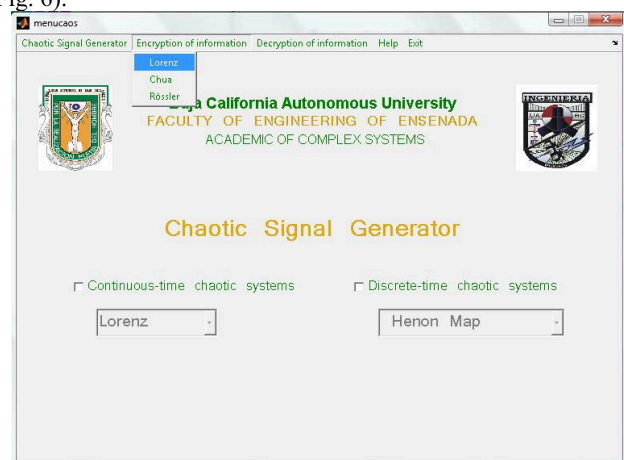 Fig. 6).
menucaos
Chaotic Signal Generator Encryption of information Decryption of information Help Exit
Lorenz
Chua
Rössler
California Autonomous University
FACULTY OF ENGINEERING OF ENSENADA
ACADEMIC OF COMPLEX SYSTEMS
INGENIERIA
Chaotic Signal Generator
Continuous-time chaotic systems
Discrete-time chaotic systems
Lorenz
Henon Map